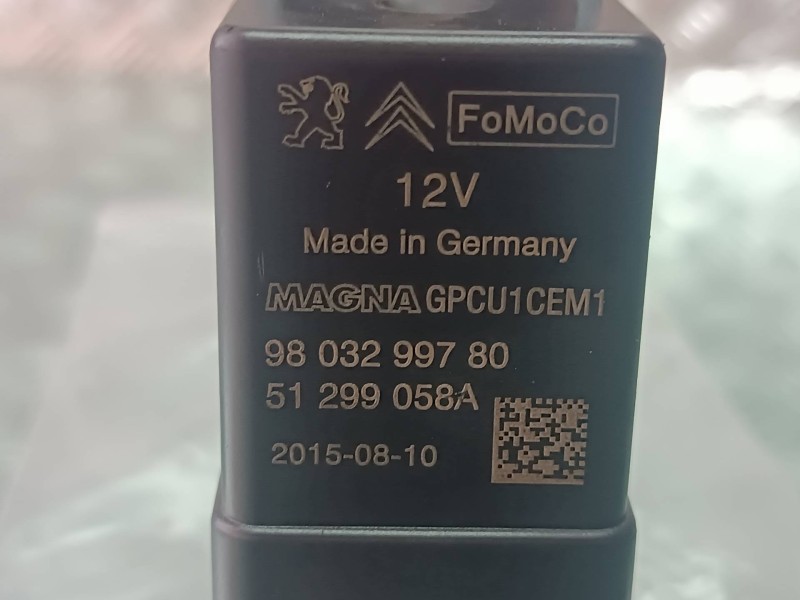 FoMoCo
12V
Made in Germany
MAGNA GPCU1CEM1
98 032 997 80
51 299 058A
2015-08-10